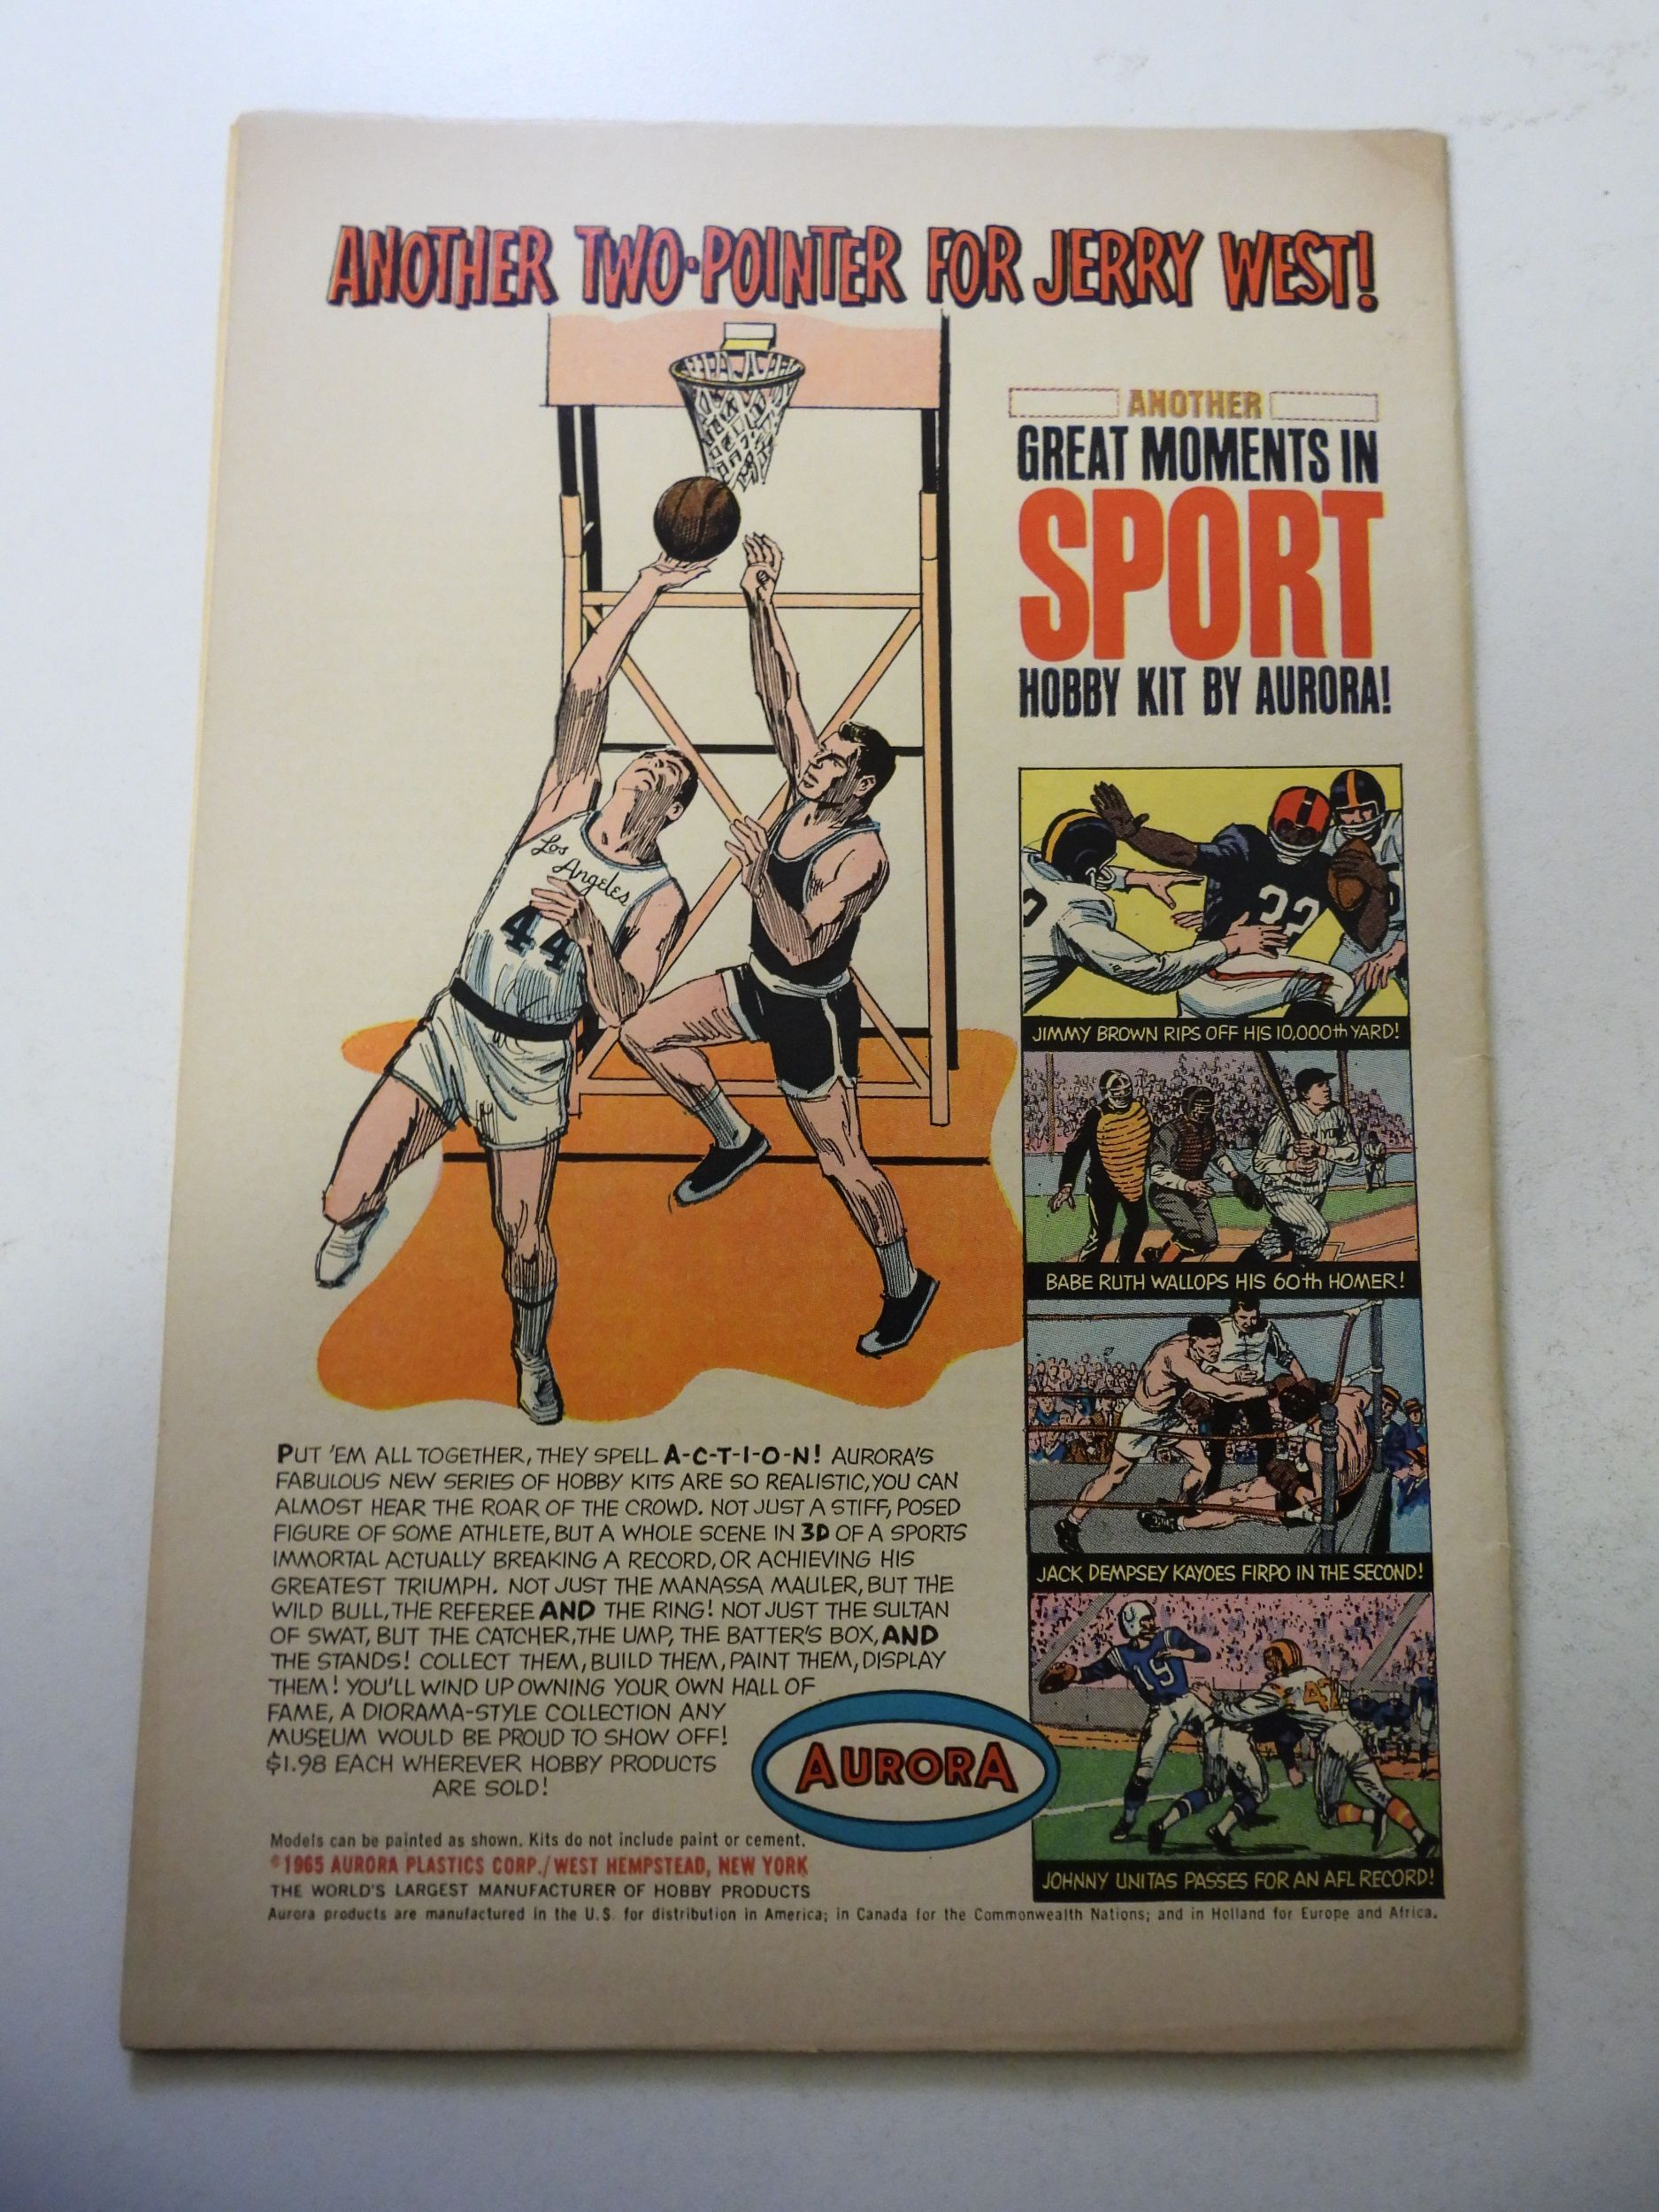 ANOTHER TWO-POINTER FOR JERRY WEST!
ANOTHER
GREAT MOMENTS IN
SPORT
HOBBY KIT BY AURORA!
Los
Angeles
44
32
JIMMY BROWN RIPS OFF HIS 10,000th YARD!
BABE RUTH WALLOPS HIS 60th HOMER!
JACK DEMPSEY KAYOES FIRPO IN THE SECOND!
19
47
JOHNNY UNITAS PASSES FOR AN AFL RECORD!
PUT 'EM ALL TOGETHER, THEY SPELL A-C-T-I-O-N! AURORA'S
FABULOUS NEW SERIES OF HOBBY KITS ARE SO REALISTIC, YOU CAN
ALMOST HEAR THE ROAR OF THE CROWD. NOT JUST A STIFF, POSED
FIGURE OF SOME ATHLETE, BUT A WHOLE SCENE IN 3D OF A SPORTS
IMMORTAL ACTUALLY BREAKING A RECORD, OR ACHIEVING HIS
GREATEST TRIUMPH. NOT JUST THE MANASSA MAULER, BUT THE
WILD BULL, THE REFEREE AND THE RING! NOT JUST THE SULTAN
OF SWAT, BUT THE CATCHER, THE UMP, THE BATTER'S BOX, AND
THE STANDS! COLLECT THEM, BUILD THEM, PAINT THEM, DISPLAY
THEM! YOU'LL WIND UP OWNING YOUR OWN HALL OF
FAME, A DIORAMA-STYLE COLLECTION ANY
MUSEUM WOULD BE PROUD TO SHOW OFF!
$1.98 EACH WHEREVER HOBBY PRODUCTS
ARE SOLD!
AURORA
Models can be painted as shown. Kits do not include paint or cement.
©1965 AURORA PLASTICS CORP./WEST HEMPSTEAD, NEW YORK
THE WORLD'S LARGEST MANUFACTURER OF HOBBY PRODUCTS
Aurora products are manufactured in the U.S. for distribution in America; in Canada for the Commonwealth Nations; and in Holland for Europe and Africa.